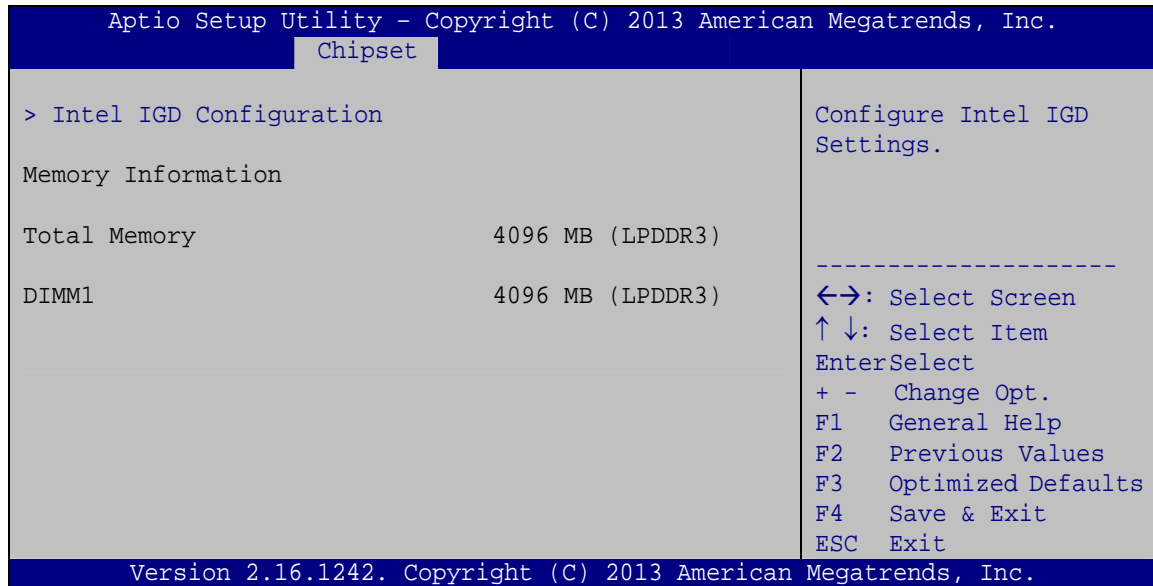 Aptio Setup Utility – Copyright (C) 2013 American Megatrends, Inc.
Chipset
> Intel IGD Configuration
Memory Information
Total Memory 4096 MB (LPDDR3)
DIMM1 4096 MB (LPDDR3)
Configure Intel IGD
Settings.
---------------------
←→: Select Screen
↑ ↓: Select Item
EnterSelect
+ - Change Opt.
F1 General Help
F2 Previous Values
F3 Optimized Defaults
F4 Save & Exit
ESC Exit
Version 2.16.1242. Copyright (C) 2013 American Megatrends, Inc.